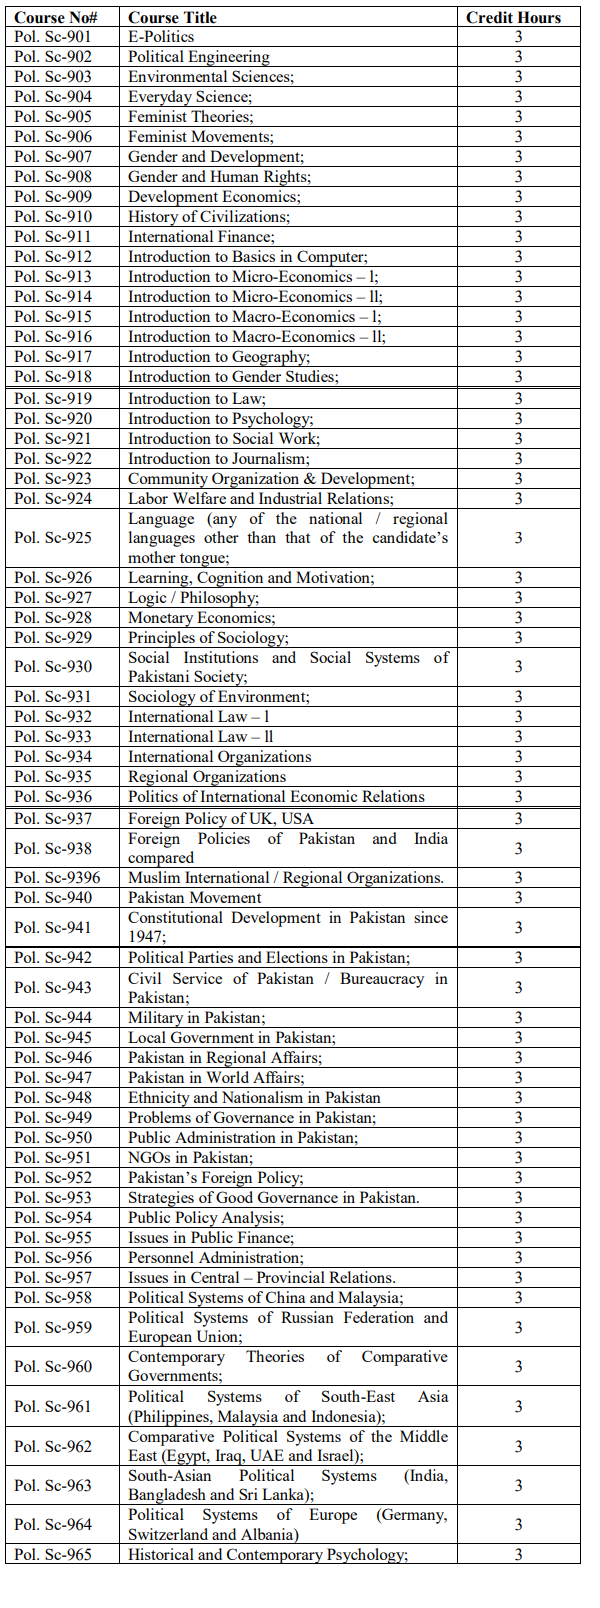 Course No# Course Title Credit Hours
Pol. Sc-901 E-Politics 3
Pol. Sc-902 Political Engineering 3
Pol. Sc-903 Environmental Sciences; 3
Pol. Sc-904 Everyday Science; 3
Pol. Sc-905 Feminist Theories; 3
Pol. Sc-906 Feminist Movements; 3
Pol. Sc-907 Gender and Development; 3
Pol. Sc-908 Gender and Human Rights; 3
Pol. Sc-909 Development Economics; 3
Pol. Sc-910 History of Civilizations; 3
Pol. Sc-911 International Finance; 3
Pol. Sc-912 Introduction to Basics in Computer; 3
Pol. Sc-913 Introduction to Micro-Economics – l; 3
Pol. Sc-914 Introduction to Micro-Economics – ll; 3
Pol. Sc-915 Introduction to Macro-Economics – l; 3
Pol. Sc-916 Introduction to Macro-Economics – ll; 3
Pol. Sc-917 Introduction to Geography; 3
Pol. Sc-918 Introduction to Gender Studies; 3
Pol. Sc-919 Introduction to Law; 3
Pol. Sc-920 Introduction to Psychology; 3
Pol. Sc-921 Introduction to Social Work; 3
Pol. Sc-922 Introduction to Journalism; 3
Pol. Sc-923 Community Organization & Development; 3
Pol. Sc-924 Labor Welfare and Industrial Relations; 3
Language (any of the national / regional
Pol. Sc-925 languages other than that of the candidate’s 3
mother tongue;
Pol. Sc-926 Learning, Cognition and Motivation; 3
Pol. Sc-927 Logic / Philosophy; 3
Pol. Sc-928 Monetary Economics; 3
Pol. Sc-929 Principles of Sociology; 3
Pol. Sc-930 Social Institutions and Social Systems of 3
Pakistani Society;
Pol. Sc-931 Sociology of Environment; 3
Pol. Sc-932 International Law – l 3
Pol. Sc-933 International Law – ll 3
Pol. Sc-934 International Organizations 3
Pol. Sc-935 Regional Organizations 3
Pol. Sc-936 Politics of International Economic Relations 3
Pol. Sc-937 Foreign Policy of UK, USA 3
Pol. Sc-938 Foreign Policies of Pakistan and India 3
compared
Pol. Sc-9396 Muslim International / Regional Organizations. 3
Pol. Sc-940 Pakistan Movement 3
Pol. Sc-941 Constitutional Development in Pakistan since 3
1947;
Pol. Sc-942 Political Parties and Elections in Pakistan; 3
Pol. Sc-943 Civil Service of Pakistan / Bureaucracy in 3
Pakistan;
Pol. Sc-944 Military in Pakistan; 3
Pol. Sc-945 Local Government in Pakistan; 3
Pol. Sc-946 Pakistan in Regional Affairs; 3
Pol. Sc-947 Pakistan in World Affairs; 3
Pol. Sc-948 Ethnicity and Nationalism in Pakistan 3
Pol. Sc-949 Problems of Governance in Pakistan; 3
Pol. Sc-950 Public Administration in Pakistan; 3
Pol. Sc-951 NGOs in Pakistan; 3
Pol. Sc-952 Pakistan’s Foreign Policy; 3
Pol. Sc-953 Strategies of Good Governance in Pakistan. 3
Pol. Sc-954 Public Policy Analysis; 3
Pol. Sc-955 Issues in Public Finance; 3
Pol. Sc-956 Personnel Administration; 3
Pol. Sc-957 Issues in Central – Provincial Relations. 3
Pol. Sc-958 Political Systems of China and Malaysia; 3
Pol. Sc-959 Political Systems of Russian Federation and 3
European Union;
Pol. Sc-960 Contemporary Theories of Comparative 3
Governments;
Pol. Sc-961 Political Systems of South-East Asia 3
(Philippines, Malaysia and Indonesia);
Pol. Sc-962 Comparative Political Systems of the Middle 3
East (Egypt, Iraq, UAE and Israel);
Pol. Sc-963 South-Asian Political Systems (India, 3
Bangladesh and Sri Lanka);
Pol. Sc-964 Political Systems of Europe (Germany, 3
Switzerland and Albania)
Pol. Sc-965 Historical and Contemporary Psychology; 3